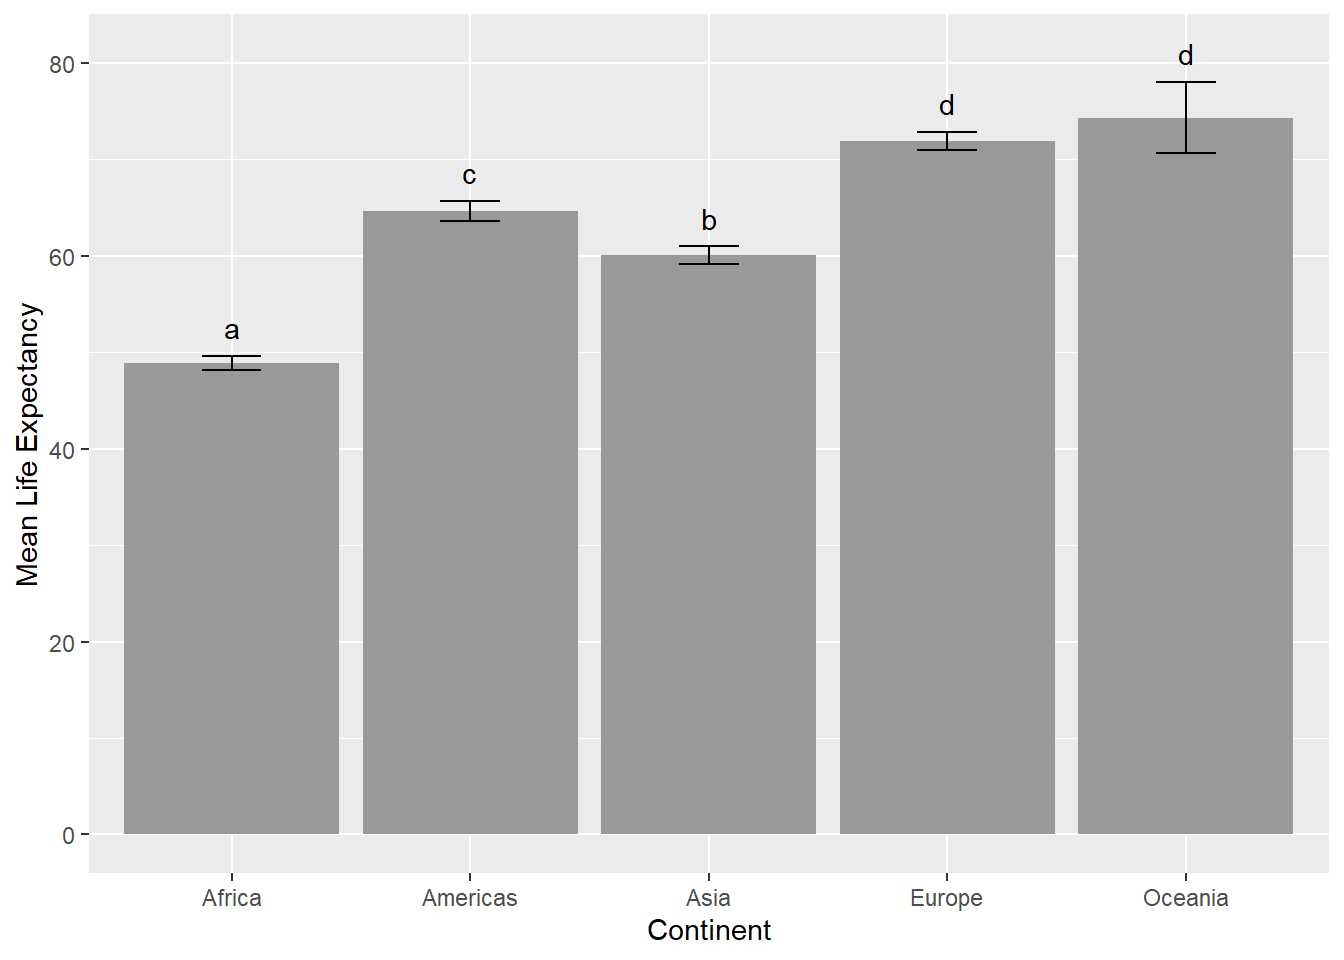 80
60
40
20
0
Mean Life Expectancy
a
c
b
d
d
Africa
Americas
Asia
Europe
Oceania
Continent